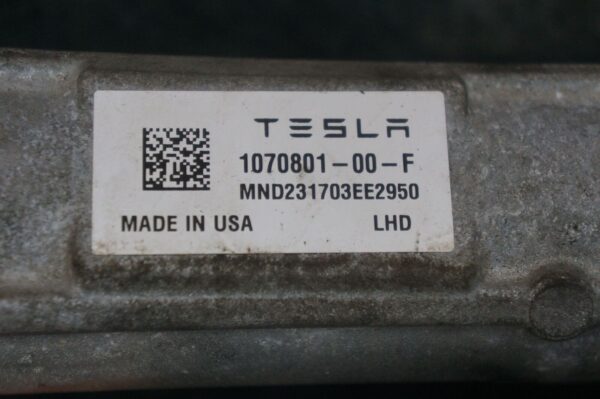 TESLA
1070801-00-F
MND231703EE2950
MADE IN USA LHD